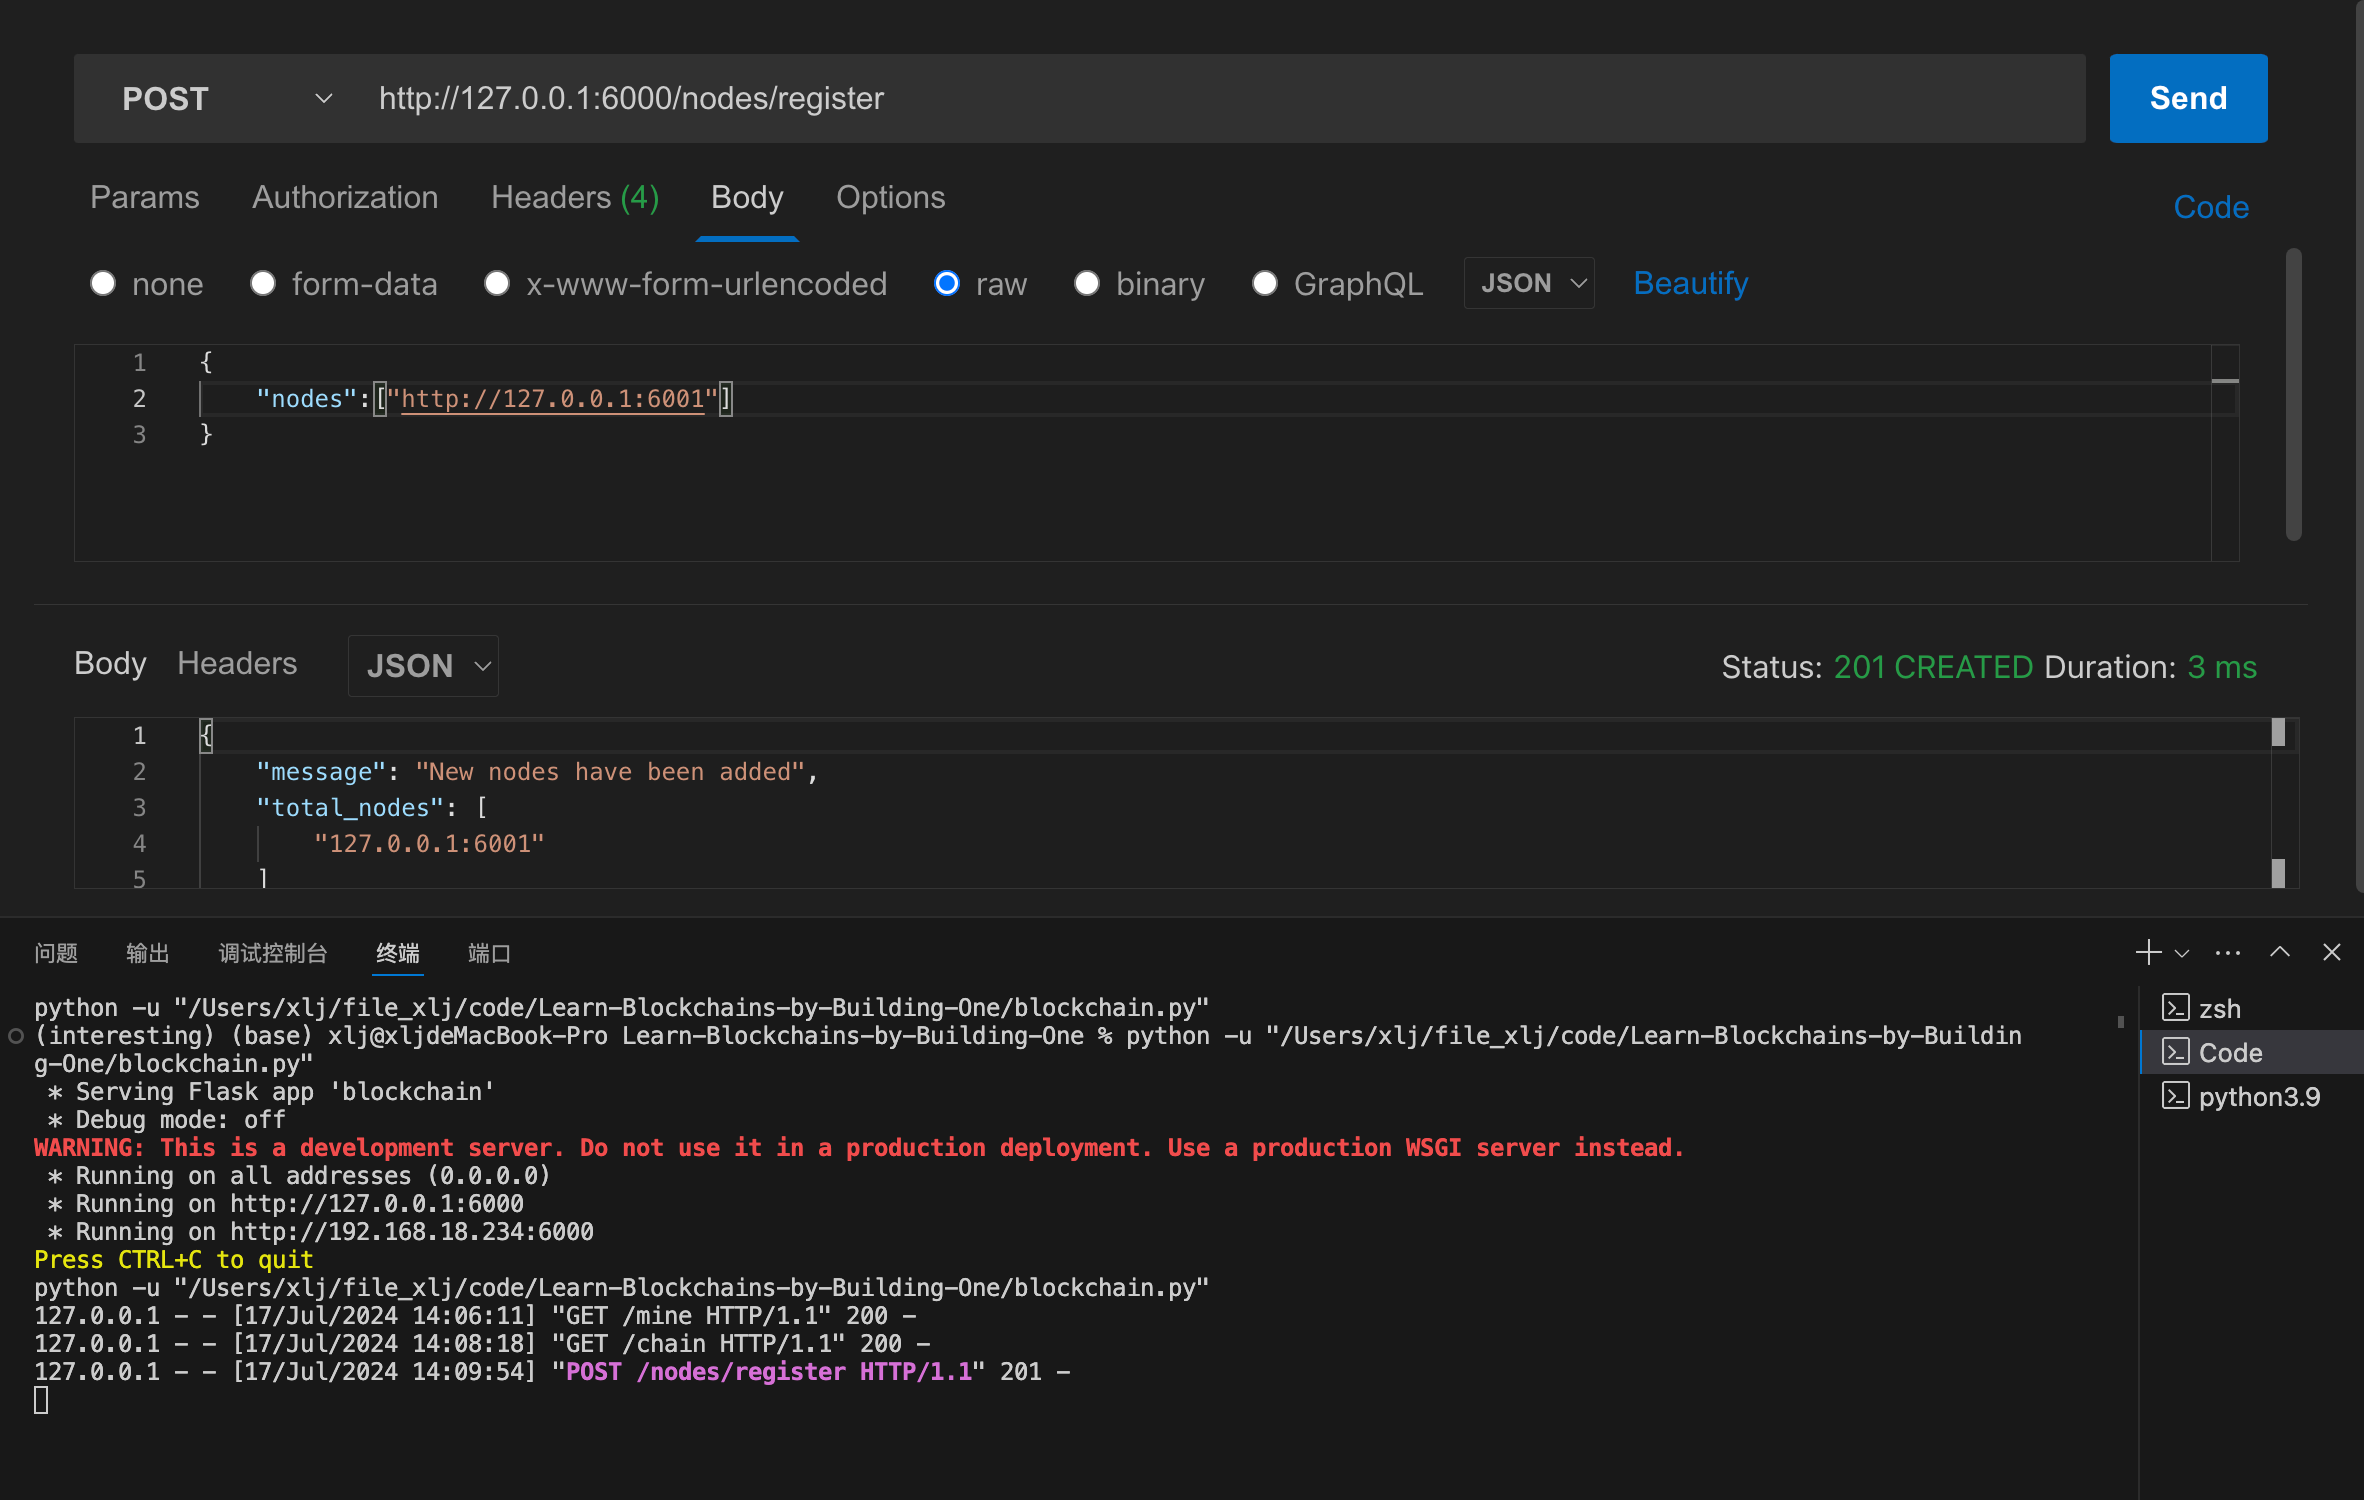 POST http://127.0.0.1:6000/nodes/register Send
Params Authorization Headers (4) Body Options Code
none form-data x-www-form-urlencoded raw binary GraphQL JSON Beautify
1 {
2 "nodes":["http://127.0.0.1:6001"]
3 }
Body Headers JSON Status: 201 CREATED Duration: 3 ms
1 {
2 "message": "New nodes have been added",
3 "total_nodes": [
4 "127.0.0.1:6001"
5 ]
问题 输出 调试控制台 终端 端口
python -u "/Users/xlj/file_xlj/code/Learn-Blockchains-by-Building-One/blockchain.py"
(interesting) (base) xlj@xljdeMacBook-Pro Learn-Blockchains-by-Building-One % python -u "/Users/xlj/file_xlj/code/Learn-Blockchains-by-Buildin
g-One/blockchain.py"
* Serving Flask app 'blockchain'
* Debug mode: off
WARNING: This is a development server. Do not use it in a production deployment. Use a production WSGI server instead.
* Running on all addresses (0.0.0.0)
* Running on http://127.0.0.1:6000
* Running on http://192.168.18.234:6000
Press CTRL+C to quit
python -u "/Users/xlj/file_xlj/code/Learn-Blockchains-by-Building-One/blockchain.py"
127.0.0.1 - - [17/Jul/2024 14:06:11] "GET /mine HTTP/1.1" 200 -
127.0.0.1 - - [17/Jul/2024 14:08:18] "GET /chain HTTP/1.1" 200 -
127.0.0.1 - - [17/Jul/2024 14:09:54] "POST /nodes/register HTTP/1.1" 201 -
zsh
Code
python3.9